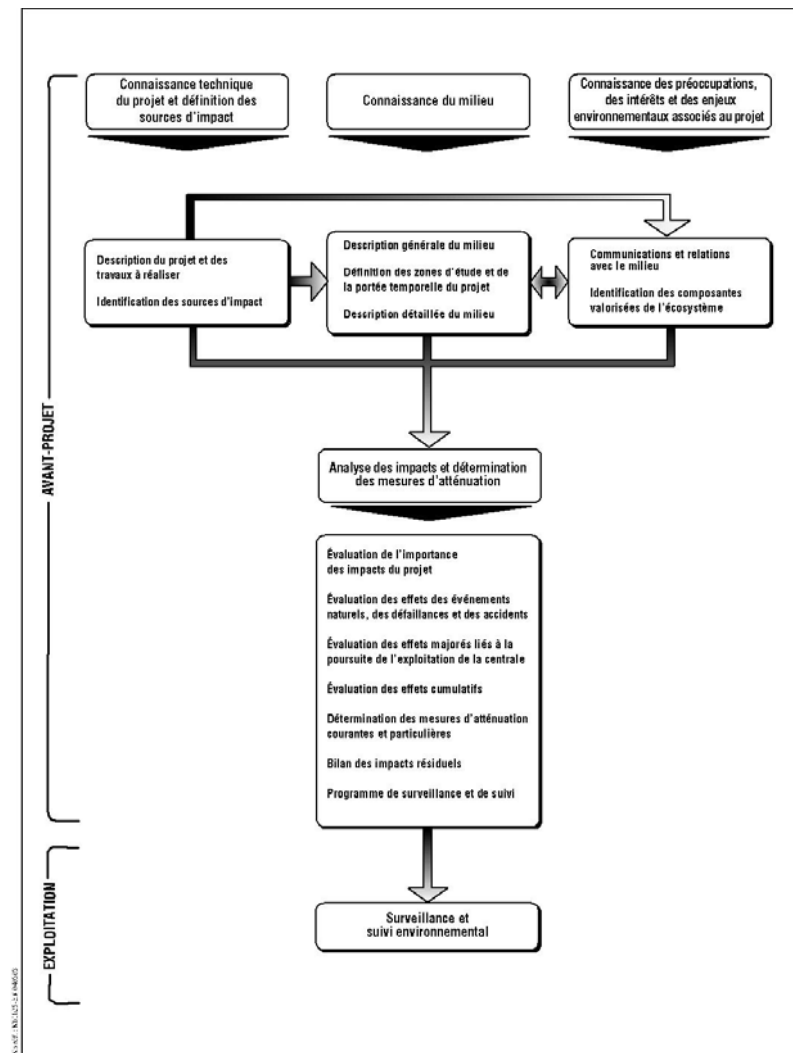 Connaissance technique
du projet et définition des
sources d'impact
Connaissance du milieu
Connaissance des préoccupations,
des intérêts et des enjeux
environnementaux associés au projet
Description du projet et des
travaux à réaliser
Identification des sources d'impact
Description générale du milieu
Définition des zones d'étude et de
la portée temporelle du projet
Description détaillée du milieu
Communications et relations
avec le milieu
Identification des composantes
valorisées de l'écosystème
AVANT-PROJET
Analyse des impacts et détermination
des mesures d'atténuation
Évaluation de l'importance
des impacts du projet
Évaluation des effets des événements
naturels, des défaillances et des accidents
Évaluation des effets majorés liés à la
poursuite de l'exploitation de la centrale
Évaluation des effets cumulatifs
Détermination des mesures d'atténuation
courantes et particulières
Bilan des impacts résiduels
Programme de surveillance et de suivi
EXPLOITATION
Surveillance et
suivi environnemental